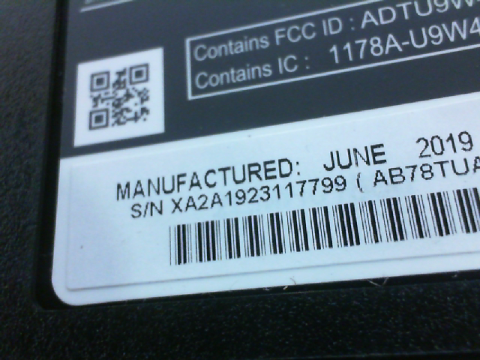 Contains FCC ID : ADTU9W
Contains IC : 1178A-U9W4
MANUFACTURED: JUNE 2019
S/N XA2A1923117799 ( AB78TUA